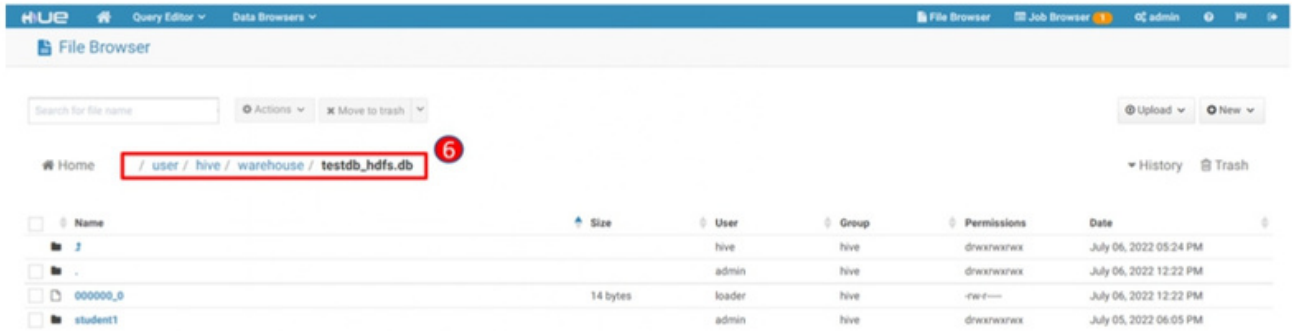 HUE Query Editor Data Browsers File Browser Job Browser 1 admin
File Browser
Search for file name Actions Move to trash Upload New
6
Home / user / hive / warehouse / testdb_hdfs.db History Trash
Name Size User Group Permissions Date
hive hive drwxrwxrwx July 06, 2022 05:24 PM
. admin hive drwxrwxrwx July 06, 2022 12:22 PM
000000_0 14 bytes loader hive -rw-r----- July 06, 2022 12:22 PM
student1 admin hive drwxrwxrwx July 05, 2022 06:05 PM